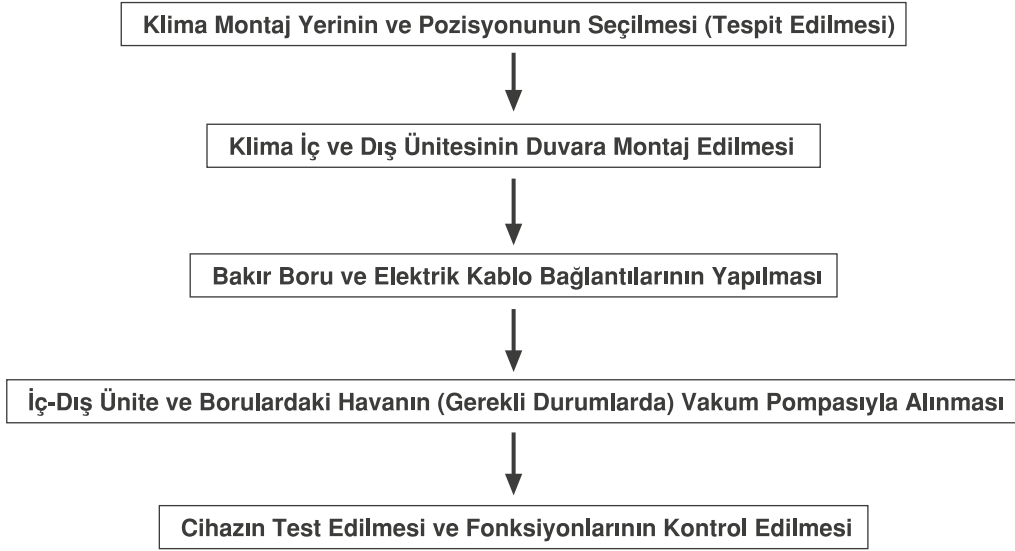 Klima Montaj Yerinin ve Pozisyonunun Seçilmesi (Tespit Edilmesi)
Klima İç ve Dış Ünitesinin Duvara Montaj Edilmesi
Bakır Boru ve Elektrik Kablo Bağlantılarının Yapılması
İç-Dış Ünite ve Borulardaki Havanın (Gerekli Durumlarda) Vakum Pompasıyla Alınması
Cihazın Test Edilmesi ve Fonksiyonlarının Kontrol Edilmesi